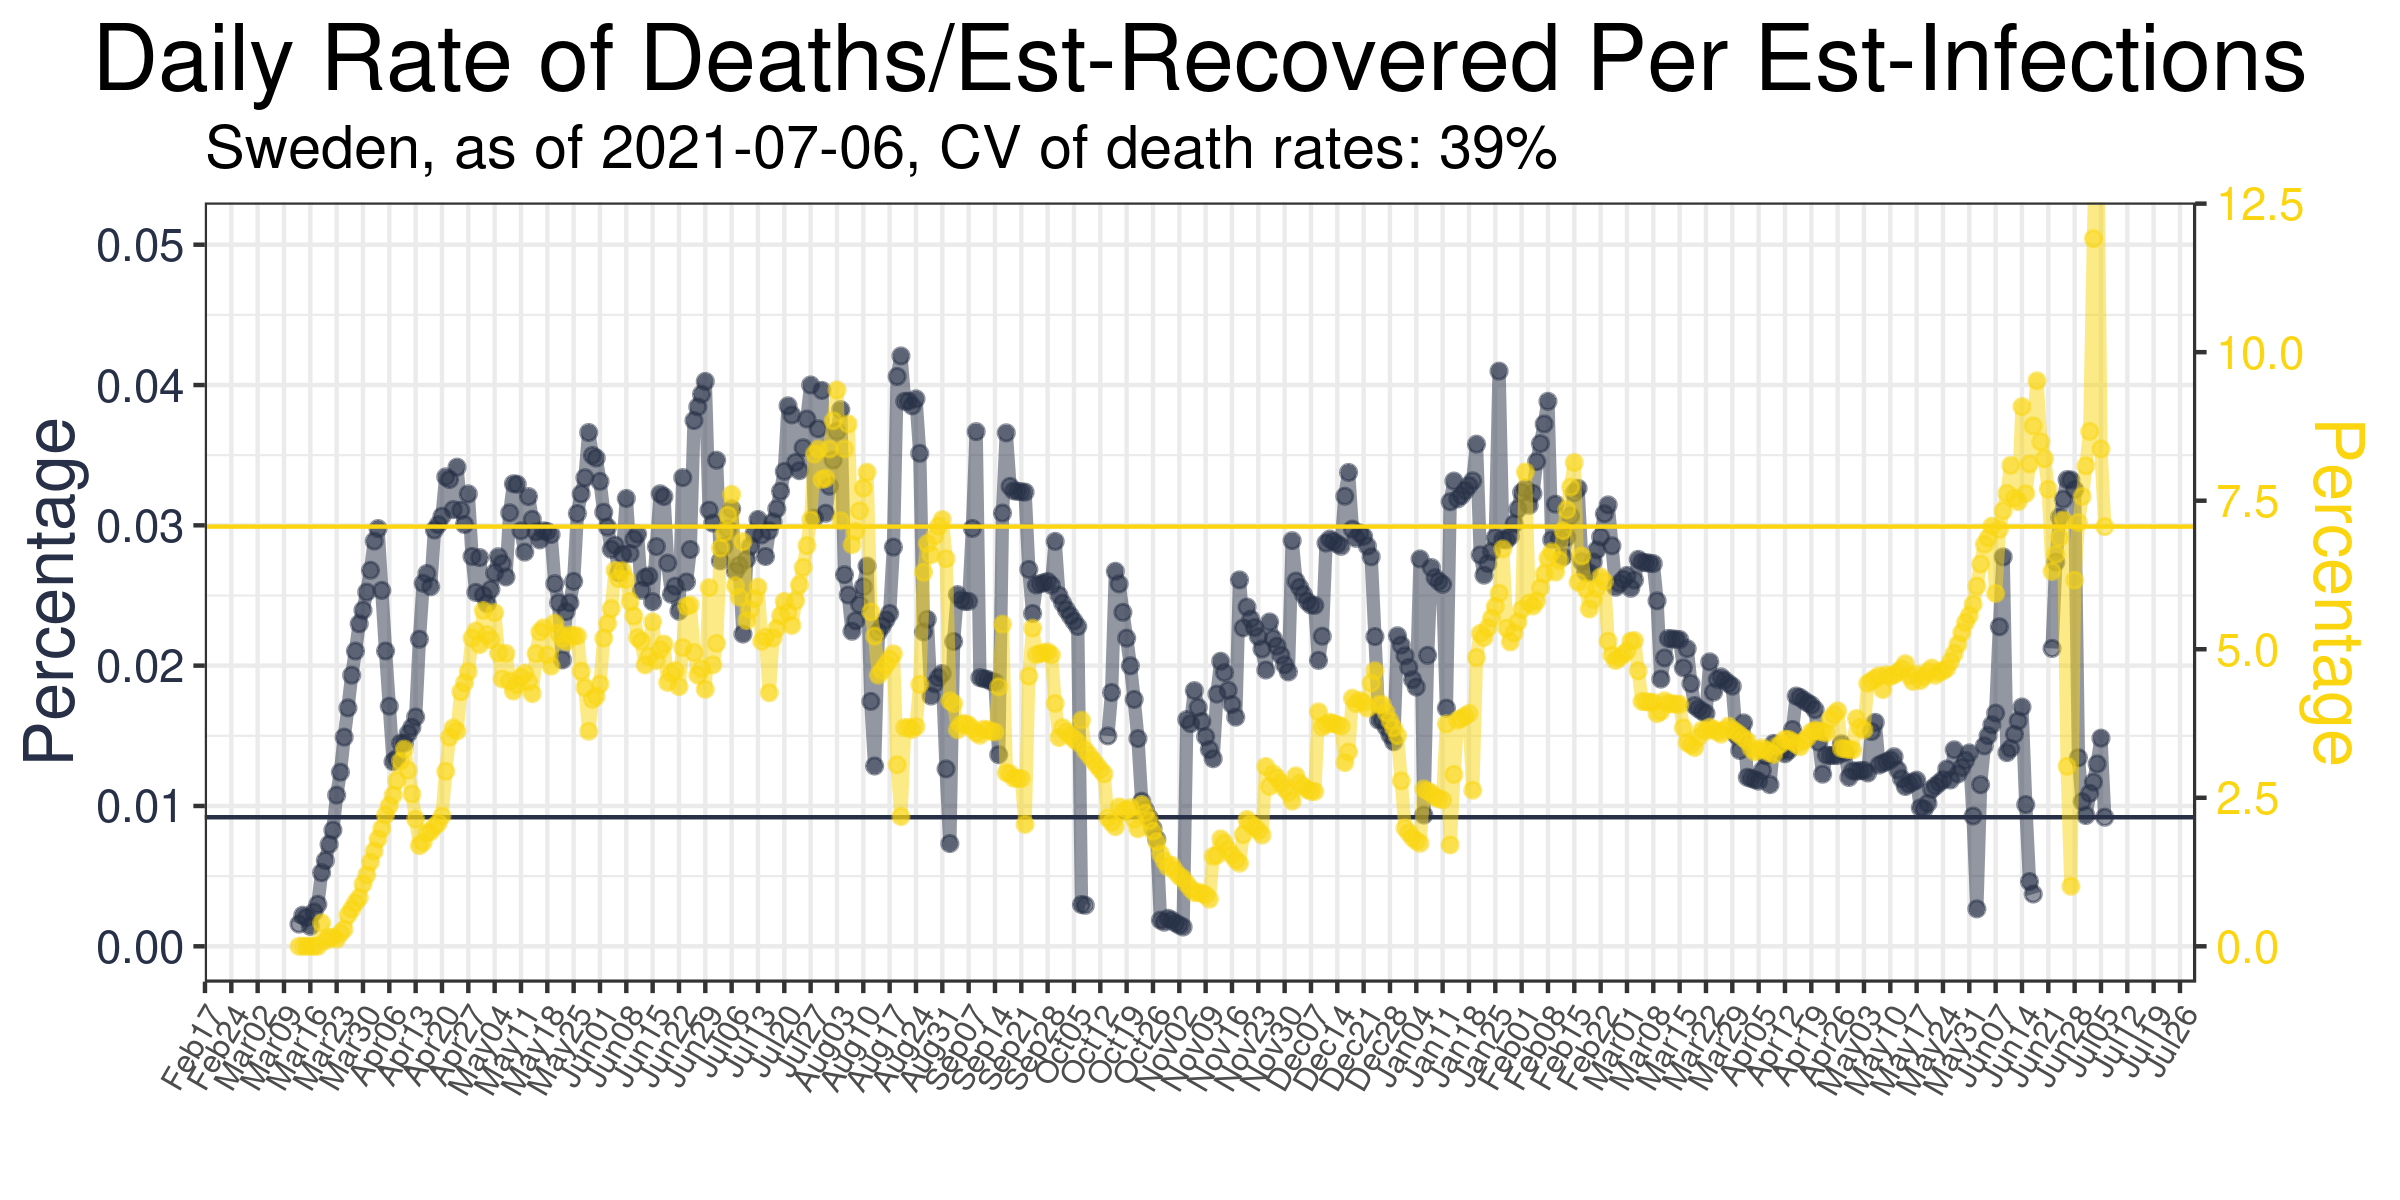 Daily Rate of Deaths/Est-Recovered Per Est-Infections
Sweden, as of 2021-07-06, CV of death rates: 39%
Percentage
0.05
0.04
0.03
0.02
0.01
0.00
12.5
10.0
7.5
5.0
2.5
0.0
Percentage
Feb17
Feb24
Mar02
Mar09
Mar16
Mar23
Mar30
Apr06
Apr13
Apr20
Apr27
May04
May11
May18
May25
Jun01
Jun08
Jun15
Jun22
Jun29
Jul06
Jul13
Jul20
Jul27
Aug03
Aug10
Aug17
Aug24
Aug31
Sep07
Sep14
Sep21
Sep28
Oct05
Oct12
Oct19
Oct26
Nov02
Nov09
Nov16
Nov23
Nov30
Dec07
Dec14
Dec21
Dec28
Jan04
Jan11
Jan18
Jan25
Feb01
Feb08
Feb15
Feb22
Mar01
Mar08
Mar15
Mar22
Mar29
Apr05
Apr12
Apr19
Apr26
May03
May10
May17
May24
May31
Jun07
Jun14
Jun21
Jun28
Jul05
Jul12
Jul19
Jul26